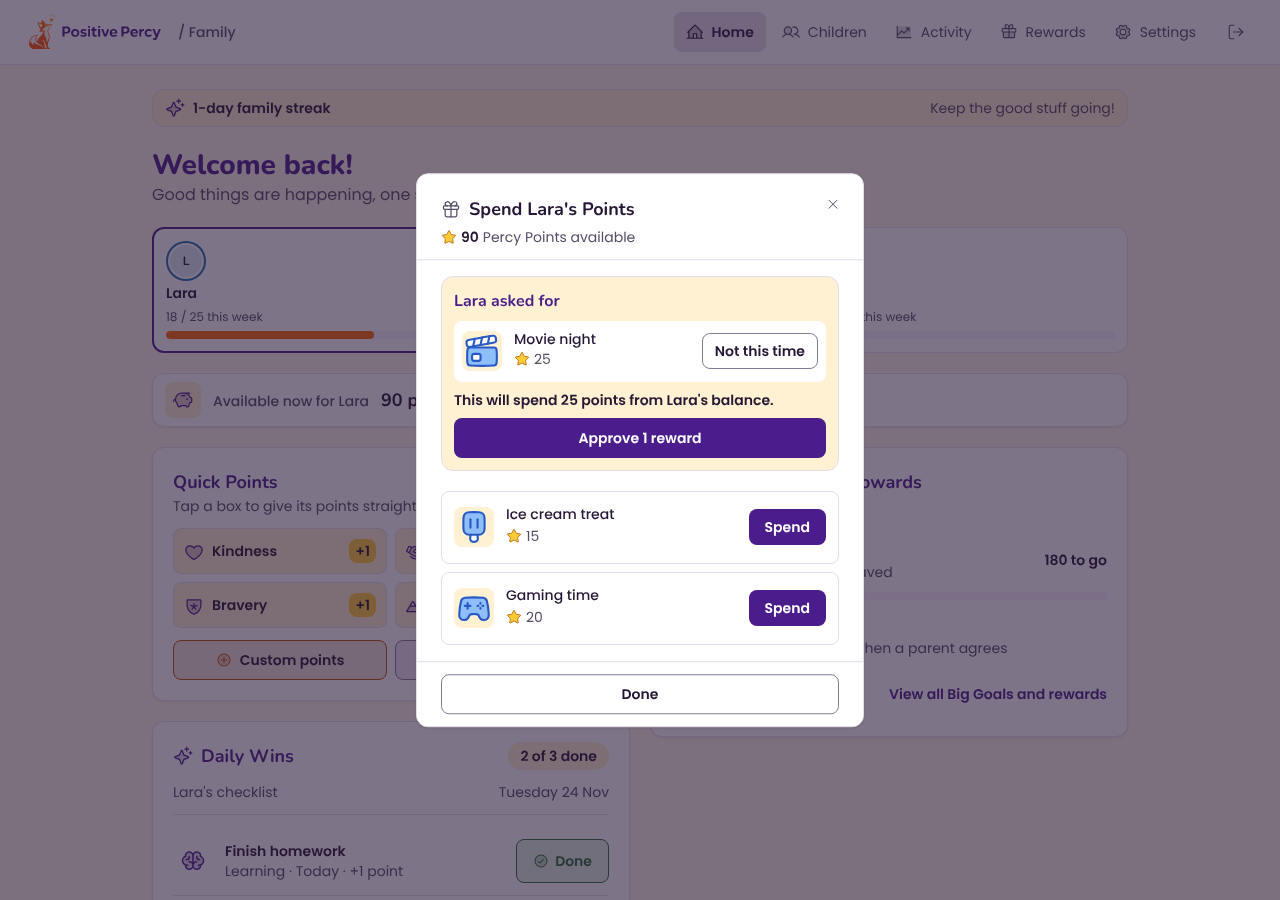 Positive Percy / Family
Home
Children
Activity
Rewards
Settings
1-day family streak
Keep the good stuff going!
Welcome back!
Good things are happening, one
L
Lara
18 / 25 this week
this week
Available now for Lara 90 p
Quick Points
Tap a box to give its points straight
Kindness +1
Bravery +1
Custom points
owards
180 to go
aved
hen a parent agrees
View all Big Goals and rewards
Daily Wins
2 of 3 done
Lara's checklist
Tuesday 24 Nov
Finish homework
Learning · Today · +1 point
Done
Spend Lara's Points
90 Percy Points available
Lara asked for
Movie night
25
Not this time
This will spend 25 points from Lara's balance.
Approve 1 reward
Ice cream treat
15
Spend
Gaming time
20
Spend
Done